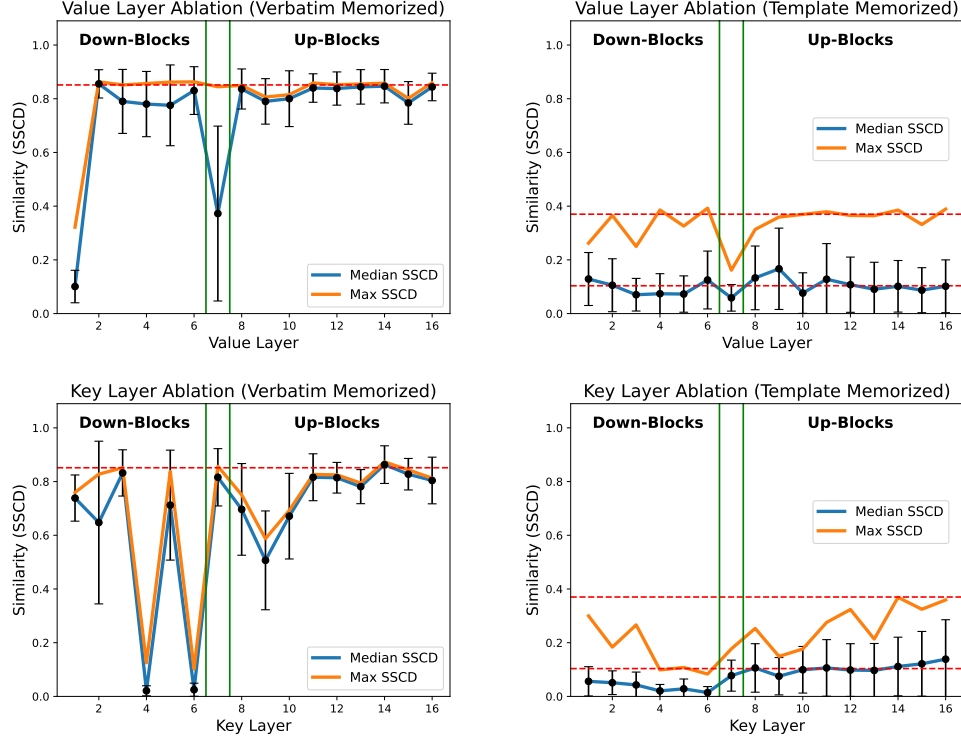 Value Layer Ablation (Verbatim Memorized)
Down-Blocks
Up-Blocks
1.0
0.8
0.6
0.4
0.2
0.0
Similarity (SSCD)
Median SSCD
Max SSCD
2 4 6 8 10 12 14 16
Value Layer
Value Layer Ablation (Template Memorized)
Down-Blocks
Up-Blocks
1.0
0.8
0.6
0.4
0.2
0.0
Similarity (SSCD)
Median SSCD
Max SSCD
2 4 6 8 10 12 14 16
Value Layer
Key Layer Ablation (Verbatim Memorized)
Down-Blocks
Up-Blocks
1.0
0.8
0.6
0.4
0.2
0.0
Similarity (SSCD)
Median SSCD
Max SSCD
2 4 6 8 10 12 14 16
Key Layer
Key Layer Ablation (Template Memorized)
Down-Blocks
Up-Blocks
1.0
0.8
0.6
0.4
0.2
0.0
Similarity (SSCD)
Median SSCD
Max SSCD
2 4 6 8 10 12 14 16
Key Layer